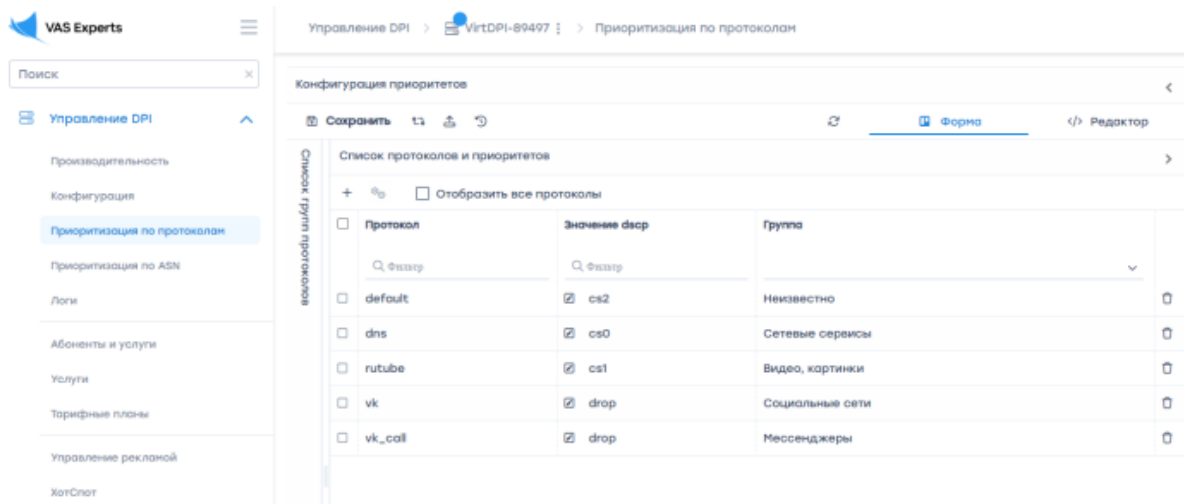 VAS Experts
Управление DPI > VirtDPI-89497 > Приоритизация по протоколам
Поиск
Управление DPI
Производительность
Конфигурация
Приоритизация по протоколам
Приоритизация по ASN
Логи
Абоненты и услуги
Услуги
Тарифные планы
Управление рекламой
ХотСпот
Конфигурация приоритетов
Сохранить
Форма
</> Редактор
Список групп протоколов
Список протоколов и приоритетов
+ Отобразить все протоколы
Протокол Значение dscp Группа
Фильтр Фильтр
default cs2 Неизвестно
dns cs0 Сетевые сервисы
rutube cs1 Видео, картинки
vk drop Социальные сети
vk_call drop Мессенджеры